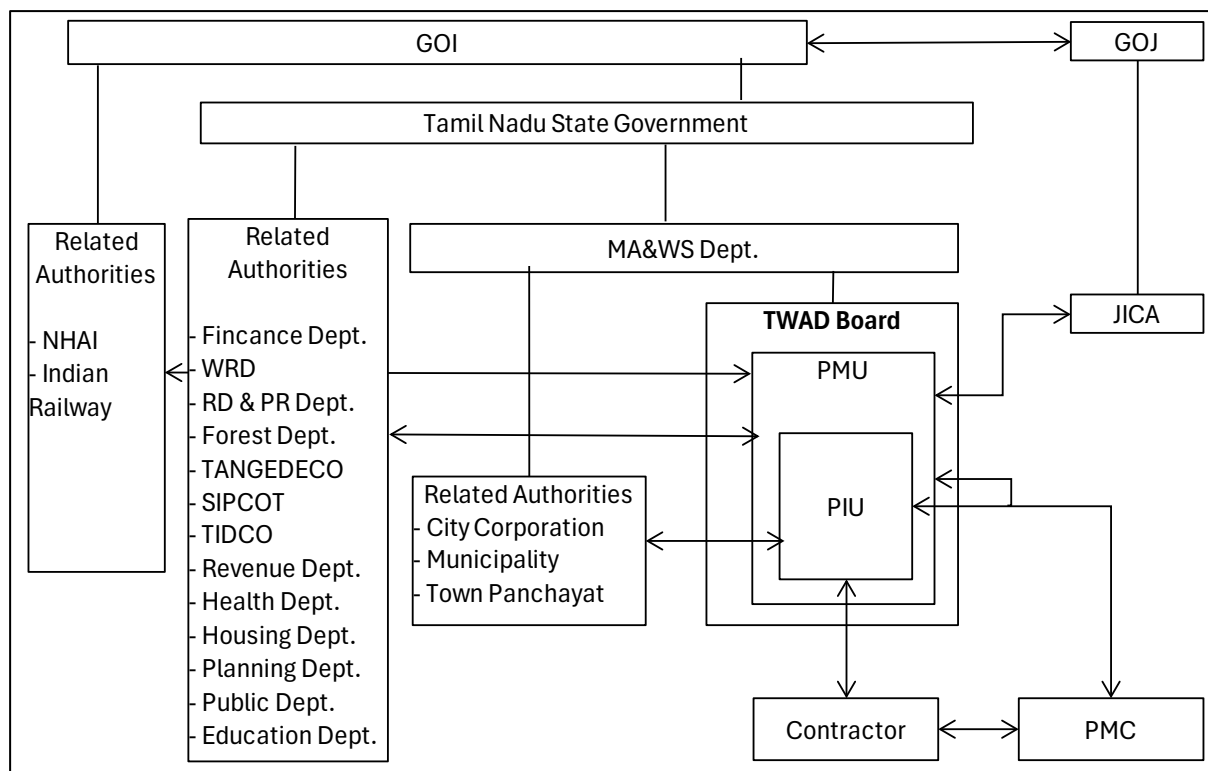 GOI
GOJ
Tamil Nadu State Government
Related
Authorities
- NHAI
- Indian
Railway
Related
Authorities
- Fincance Dept.
- WRD
- RD & PR Dept.
- Forest Dept.
- TANGEDECO
- SIPCOT
- TIDCO
- Revenue Dept.
- Health Dept.
- Housing Dept.
- Planning Dept.
- Public Dept.
- Education Dept.
MA&WS Dept.
Related Authorities
- City Corporation
- Municipality
- Town Panchayat
TWAD Board
PMU
PIU
JICA
Contractor
PMC